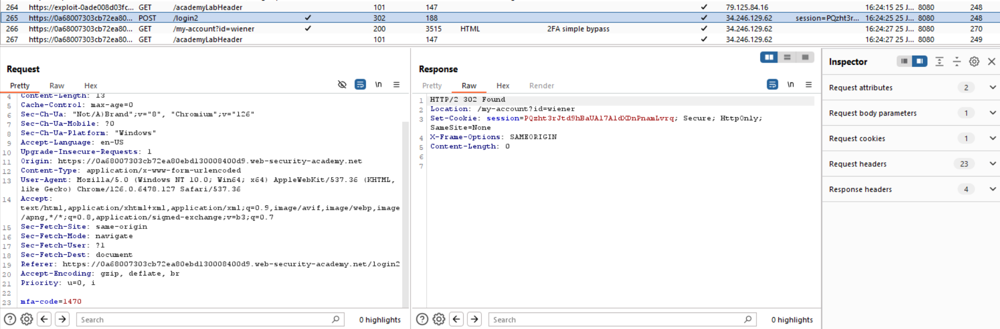 264 https://exploit-0ade008d03fc... GET /academyLabHeader 101 147 ✓ 79.125.84.16 16:24:15 25 J... 8080 248
265 https://0a68007303cb72ea80... POST /login2 ✓ 302 188 ✓ 34.246.129.62 session=PQzht3r... 16:24:25 25 J... 8080 248
266 https://0a68007303cb72ea80... GET /my-account?id=wiener ✓ 200 3515 HTML 2FA simple bypass ✓ 34.246.129.62 16:24:27 25 J... 8080 270
267 https://0a68007303cb72ea80... GET /academyLabHeader 101 147 ✓ 34.246.129.62 16:24:27 25 J... 8080 249
Request
Pretty Raw Hex
\n
4 Content-Length: 13
5 Cache-Control: max-age=0
6 Sec-Ch-Ua: "Not/A)Brand";v="8", "Chromium";v="126"
7 Sec-Ch-Ua-Mobile: ?0
8 Sec-Ch-Ua-Platform: "Windows"
9 Accept-Language: en-US
10 Upgrade-Insecure-Requests: 1
11 Origin: https://0a68007303cb72ea80ebd130008400d9.web-security-academy.net
12 Content-Type: application/x-www-form-urlencoded
13 User-Agent: Mozilla/5.0 (Windows NT 10.0; Win64; x64) AppleWebKit/537.36 (KHTML,
like Gecko) Chrome/126.0.6478.127 Safari/537.36
14 Accept:
text/html,application/xhtml+xml,application/xml;q=0.9,image/avif,image/webp,image
/apng,*/*;q=0.8,application/signed-exchange;v=b3;q=0.7
15 Sec-Fetch-Site: same-origin
16 Sec-Fetch-Mode: navigate
17 Sec-Fetch-User: ?1
18 Sec-Fetch-Dest: document
19 Referer: https://0a68007303cb72ea80ebd130008400d9.web-security-academy.net/login2
20 Accept-Encoding: gzip, deflate, br
21 Priority: u=0, i
22
23 mfa-code=1470
Search
0 highlights
Response
Pretty Raw Hex Render
\n
1 HTTP/2 302 Found
2 Location: /my-account?id=wiener
3 Set-Cookie: session=PQzht3rJtd9hBaUAl7AldXDnPnamLvrq; Secure; HttpOnly;
SameSite=None
4 X-Frame-Options: SAMEORIGIN
5 Content-Length: 0
6
7
Search
0 highlights
Inspector
Request attributes 2
Request body parameters 1
Request cookies 1
Request headers 23
Response headers 4